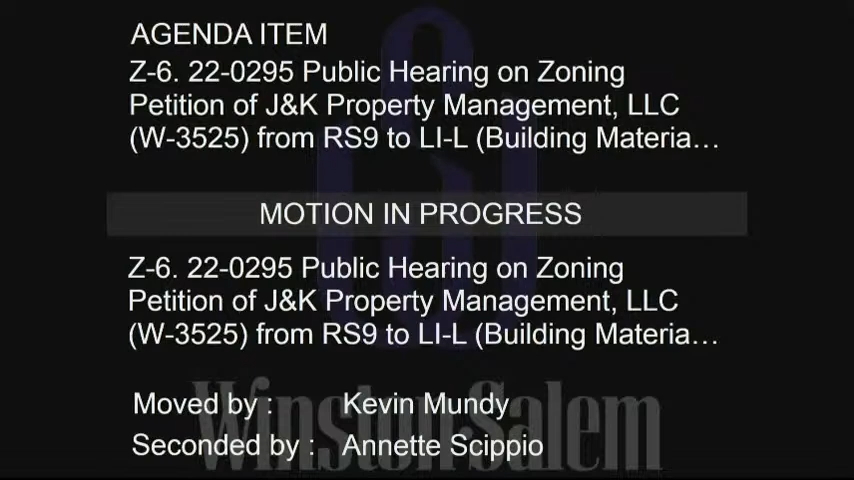 AGENDA ITEM
Z-6. 22-0295 Public Hearing on Zoning
Petition of J&K Property Management, LLC
(W-3525) from RS9 to LI-L (Building Materia…
MOTION IN PROGRESS
Z-6. 22-0295 Public Hearing on Zoning
Petition of J&K Property Management, LLC
(W-3525) from RS9 to LI-L (Building Materia…
Moved by : Kevin Mundy
Seconded by : Annette Scippio
Winston-Salem